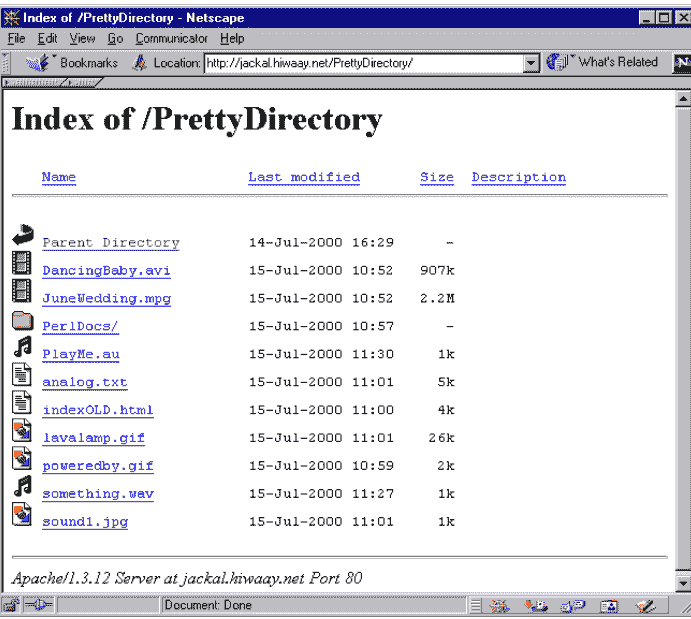 Index of /PrettyDirectory - Netscape
File Edit View Go Communicator Help
Bookmarks Location: http://jackal.hiwaay.net/PrettyDirectory/ What's Related N
Index of /PrettyDirectory
Name Last modified Size Description
Parent Directory 14-Jul-2000 16:29 -
DancingBaby.avi 15-Jul-2000 10:52 907k
JuneWedding.mpg 15-Jul-2000 10:52 2.2M
PerlDocs/ 15-Jul-2000 10:57 -
PlayMe.au 15-Jul-2000 11:30 1k
analog.txt 15-Jul-2000 11:01 5k
indexOLD.html 15-Jul-2000 11:00 4k
lavalamp.gif 15-Jul-2000 11:01 26k
poweredby.gif 15-Jul-2000 10:59 2k
something.wav 15-Jul-2000 11:27 1k
sound1.jpg 15-Jul-2000 11:01 1k
Apache/1.3.12 Server at jackal.hiwaay.net Port 80
Document: Done